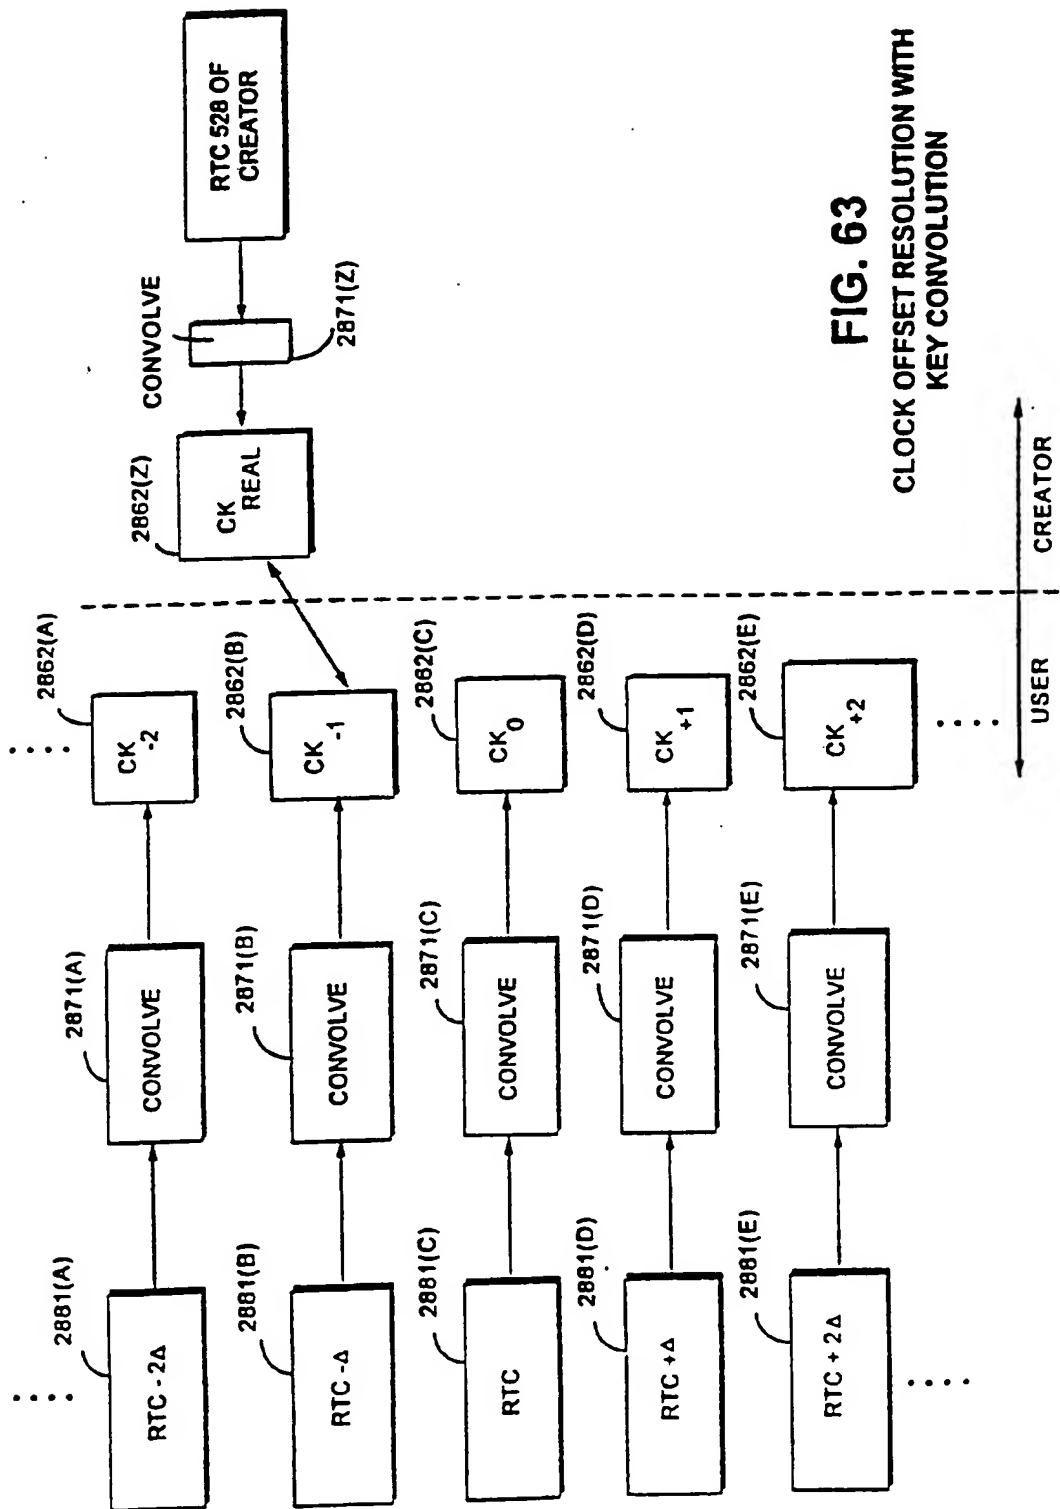 RTC - 2Δ
2881(A)
CONVOLVE
2871(A)
CK -2
2862(A)
RTC -Δ
2881(B)
CONVOLVE
2871(B)
CK -1
2862(B)
RTC
2881(C)
CONVOLVE
2871(C)
CK 0
2862(C)
RTC +Δ
2881(D)
CONVOLVE
2871(D)
CK +1
2862(D)
RTC + 2Δ
2881(E)
CONVOLVE
2871(E)
CK +2
2862(E)
2862(Z)
CK REAL
CONVOLVE
2871(Z)
RTC 528 OF
CREATOR
USER
CREATOR
FIG. 63
CLOCK OFFSET RESOLUTION WITH
KEY CONVOLUTION